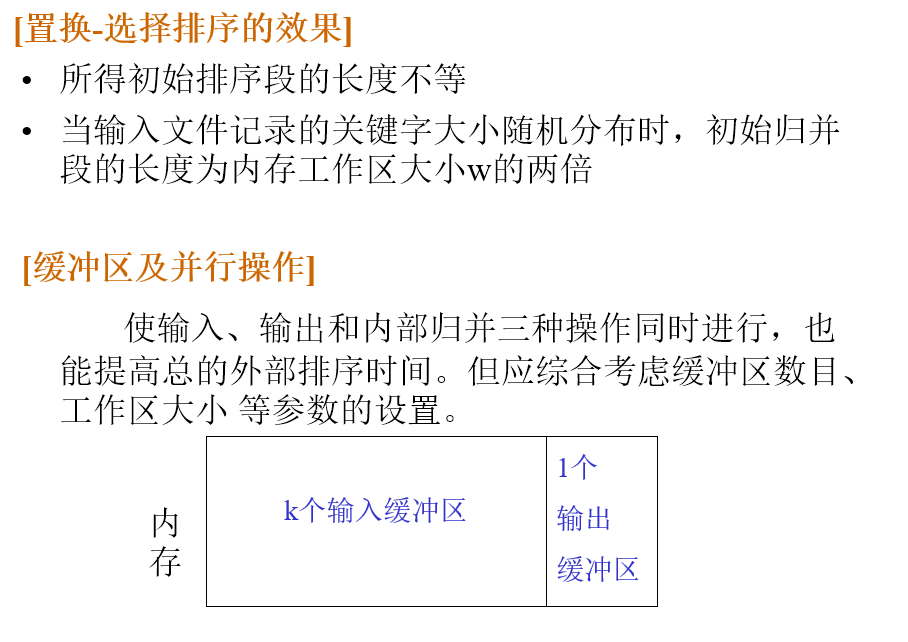 [置换-选择排序的效果]
• 所得初始排序段的长度不等
• 当输入文件记录的关键字大小随机分布时，初始归并
段的长度为内存工作区大小w的两倍
[缓冲区及并行操作]
使输入、输出和内部归并三种操作同时进行，也
能提高总的外部排序时间。但应综合考虑缓冲区数目、
工作区大小 等参数的设置。
内
存
k个输入缓冲区
1个
输出
缓冲区